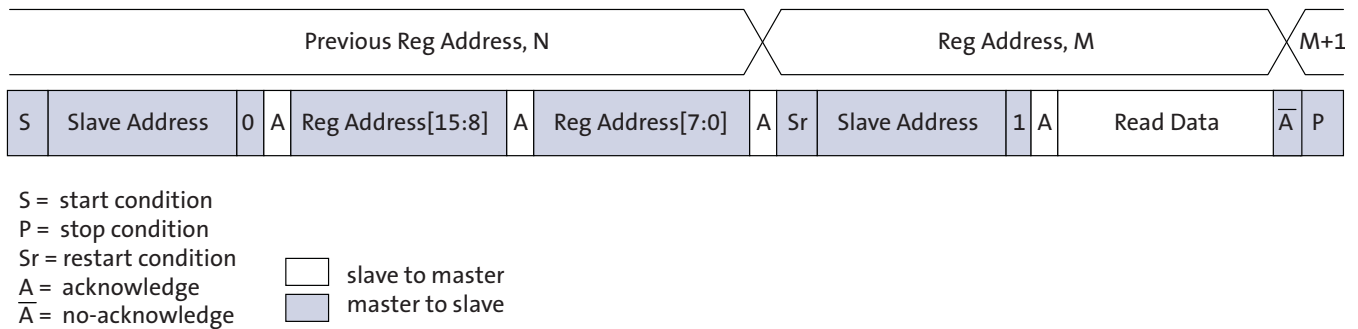 Previous Reg Address, N Reg Address, M M+1
S Slave Address 0 A Reg Address[15:8] A Reg Address[7:0] A Sr Slave Address 1 A Read Data A̅ P
S = start condition
P = stop condition
Sr = restart condition
A = acknowledge
A̅ = no-acknowledge
slave to master
master to slave